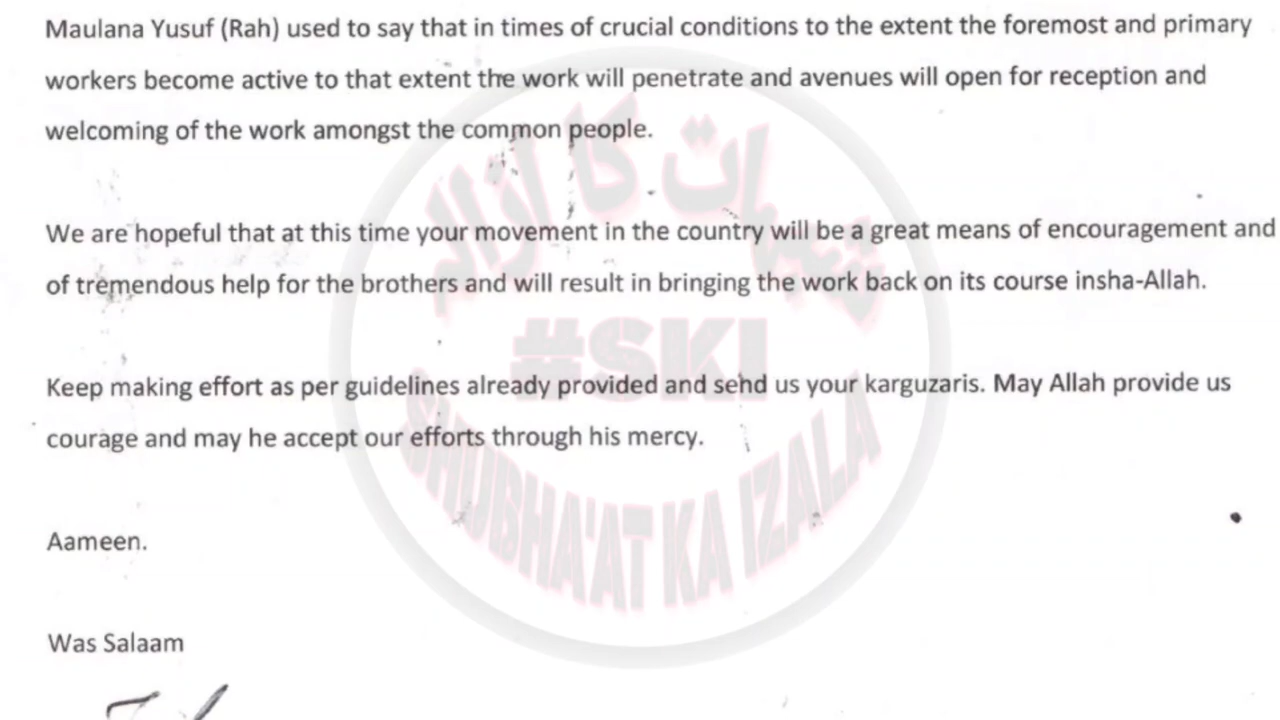 Maulana Yusuf (Rah) used to say that in times of crucial conditions to the extent the foremost and primary
workers become active to that extent the work will penetrate and avenues will open for reception and
welcoming of the work amongst the common people.
We are hopeful that at this time your movement in the country will be a great means of encouragement and
of tremendous help for the brothers and will result in bringing the work back on its course insha-Allah.
Keep making effort as per guidelines already provided and send us your karguzaris. May Allah provide us
courage and may he accept our efforts through his mercy.
Aameen.
Was Salaam
شبہات کا ازالہ
#SKI
SHUBHA'AT KA IZALA